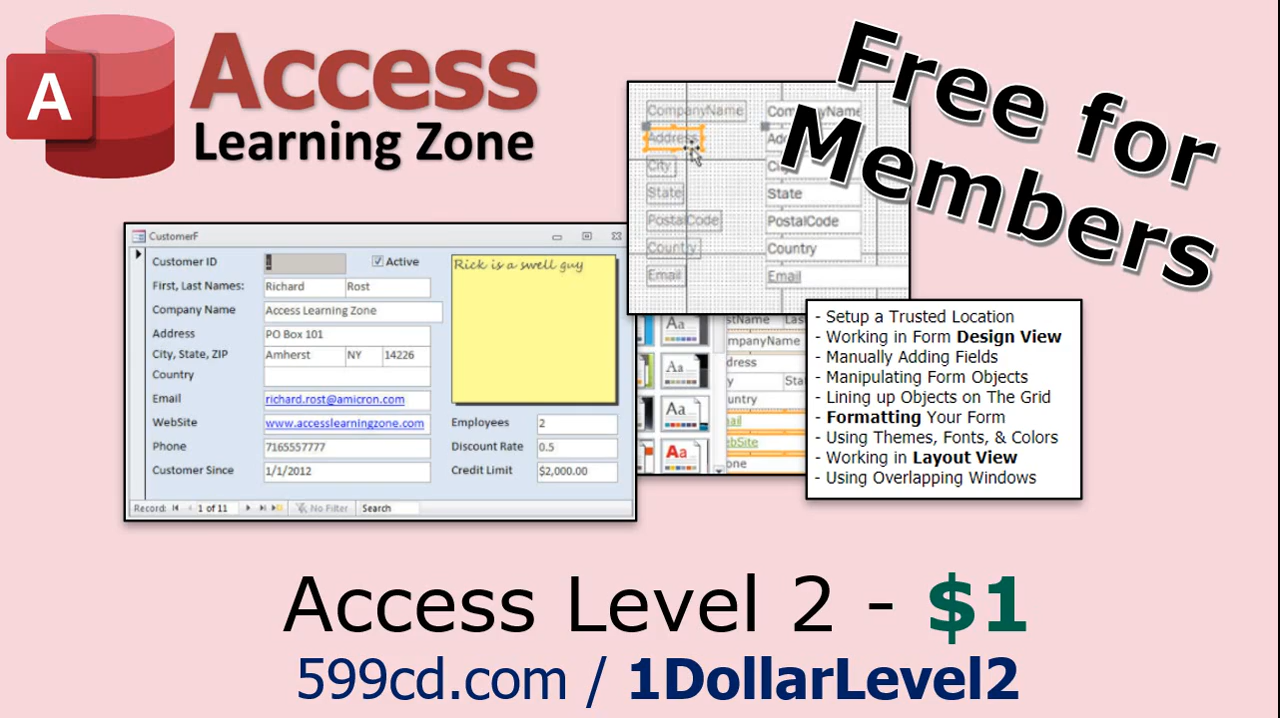 A
Access
Learning Zone
Free for
Members
CompanyName CompanyName
Address
City
State State
PostalCode PostalCode
Country Country
Email Email
CustomerF
Customer ID Active
First, Last Names: Richard Rost
Company Name Access Learning Zone
Address PO Box 101
City, State, ZIP Amherst NY 14226
Country
Email richard.rost@amicron.com
WebSite www.accesslearningzone.com
Phone 7165557777
Customer Since 1/1/2012
Rick is a swell guy
Employees 2
Discount Rate 0.5
Credit Limit $2,000.00
Record: 1 of 11 No Filter Search
Aa
Aa
Aa
Aa
- Setup a Trusted Location
- Working in Form Design View
- Manually Adding Fields
- Manipulating Form Objects
- Lining up Objects on The Grid
- Formatting Your Form
- Using Themes, Fonts, & Colors
- Working in Layout View
- Using Overlapping Windows
Access Level 2 - $1
599cd.com / 1DollarLevel2